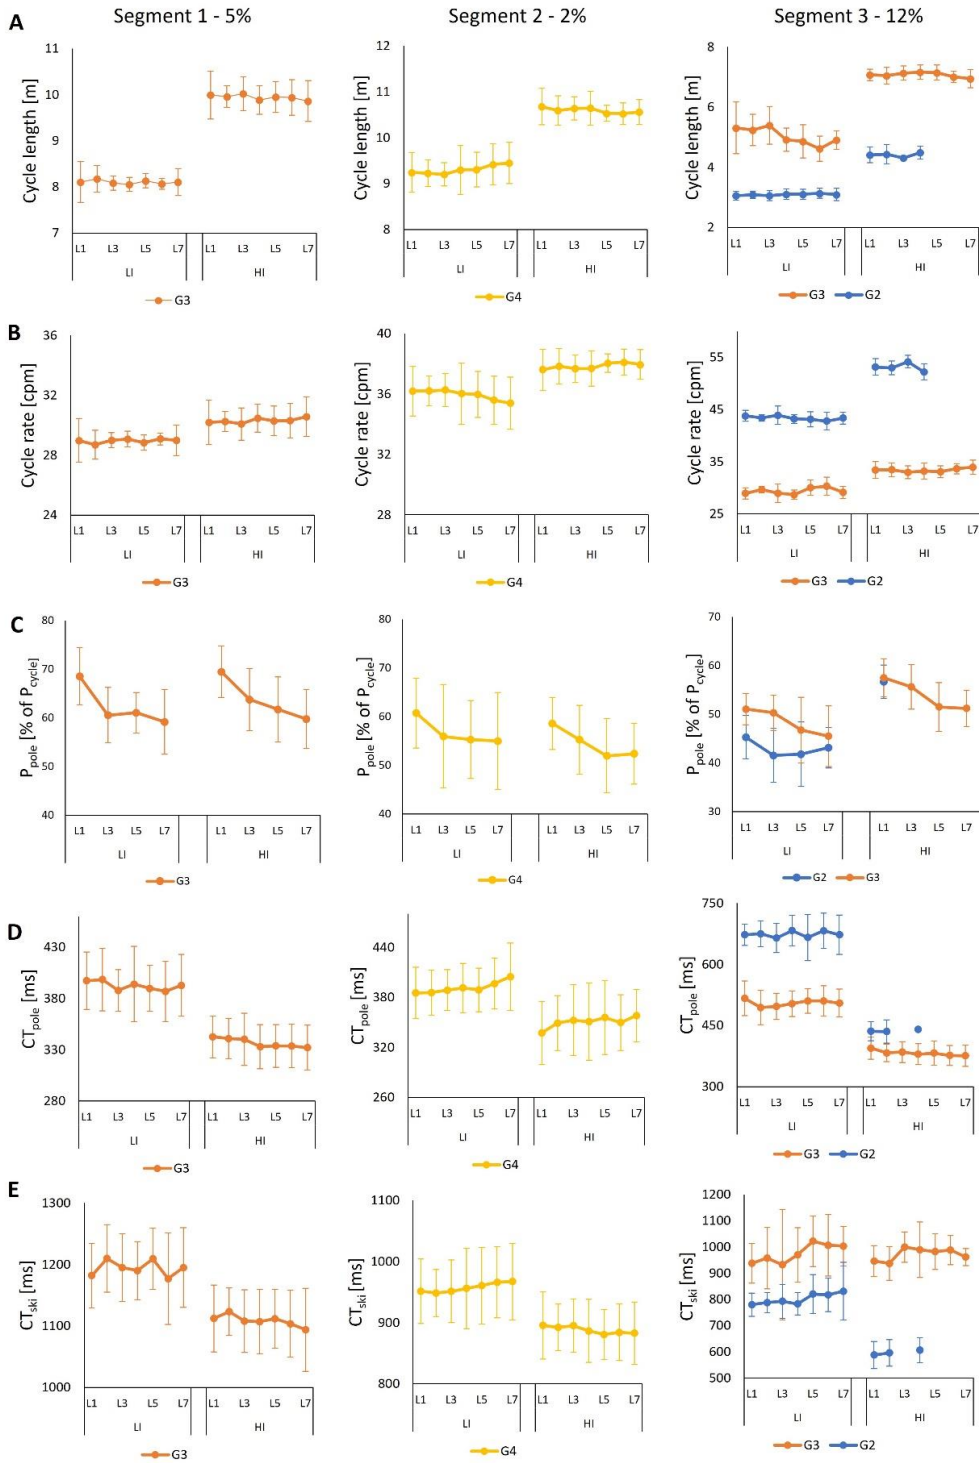 Segment 1 - 5%
Segment 2 - 2%
Segment 3 - 12%
A
Cycle length [m]
11
10
9
8
7
L1 L3 L5 L7 L1 L3 L5 L7
LI HI
G3
Cycle length [m]
12
11
10
9
8
L1 L3 L5 L7 L1 L3 L5 L7
LI HI
G4
Cycle length [m]
8
6
4
2
L1 L3 L5 L7 L1 L3 L5 L7
LI HI
G3 G2
B
Cycle rate [cpm]
36
32
28
24
L1 L3 L5 L7 L1 L3 L5 L7
LI HI
G3
Cycle rate [cpm]
40
36
32
28
L1 L3 L5 L7 L1 L3 L5 L7
LI HI
G4
Cycle rate [cpm]
55
45
35
25
L1 L3 L5 L7 L1 L3 L5 L7
LI HI
G3 G2
C
Ppole [% of Pcycle]
80
70
60
50
40
L1 L3 L5 L7 L1 L3 L5 L7
LI HI
G3
Ppole [% of Pcycle]
80
70
60
50
40
L1 L3 L5 L7 L1 L3 L5 L7
LI HI
G4
Ppole [% of Pcycle]
70
60
50
40
30
L1 L3 L5 L7 L1 L3 L5 L7
LI HI
G2 G3
D
CTpole [ms]
430
380
330
280
L1 L3 L5 L7 L1 L3 L5 L7
LI HI
G3
CTpole [ms]
440
380
320
260
L1 L3 L5 L7 L1 L3 L5 L7
LI HI
G4
CTpole [ms]
750
600
450
300
L1 L3 L5 L7 L1 L3 L5 L7
LI HI
G3 G2
E
CTski [ms]
1300
1200
1100
1000
L1 L3 L5 L7 L1 L3 L5 L7
LI HI
G3
CTski [ms]
1100
1000
900
800
L1 L3 L5 L7 L1 L3 L5 L7
LI HI
G4
CTski [ms]
1200
1100
1000
900
800
700
600
500
L1 L3 L5 L7 L1 L3 L5 L7
LI HI
G3 G2